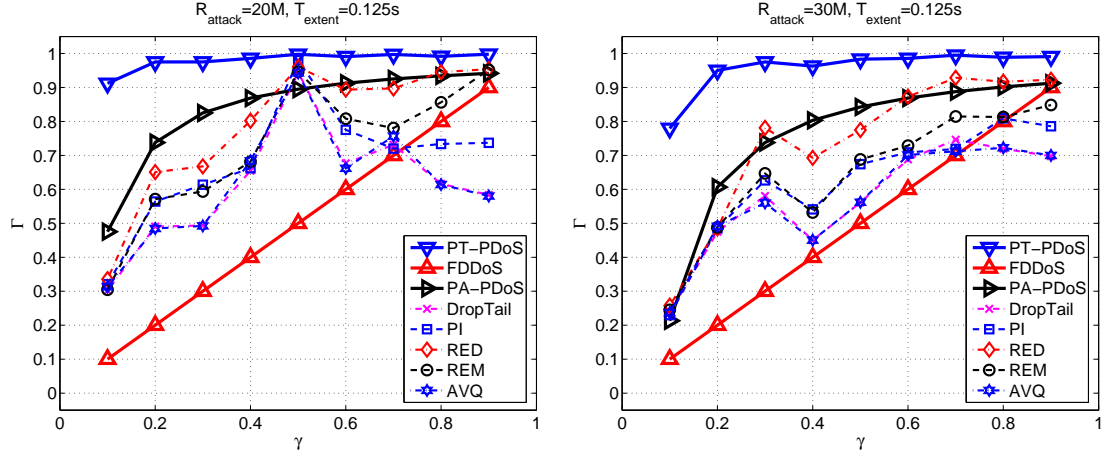 R_attack=20M, T_extent=0.125s
1
0.9
0.8
0.7
0.6
0.5
0.4
0.3
0.2
0.1
Γ
0
0.2
0.4
0.6
0.8
1
γ
PT−PDoS
FDDoS
PA−PDoS
DropTail
PI
RED
REM
AVQ
R_attack=30M, T_extent=0.125s
1
0.9
0.8
0.7
0.6
0.5
0.4
0.3
0.2
0.1
Γ
0
0.2
0.4
0.6
0.8
1
γ
PT−PDoS
FDDoS
PA−PDoS
DropTail
PI
RED
REM
AVQ